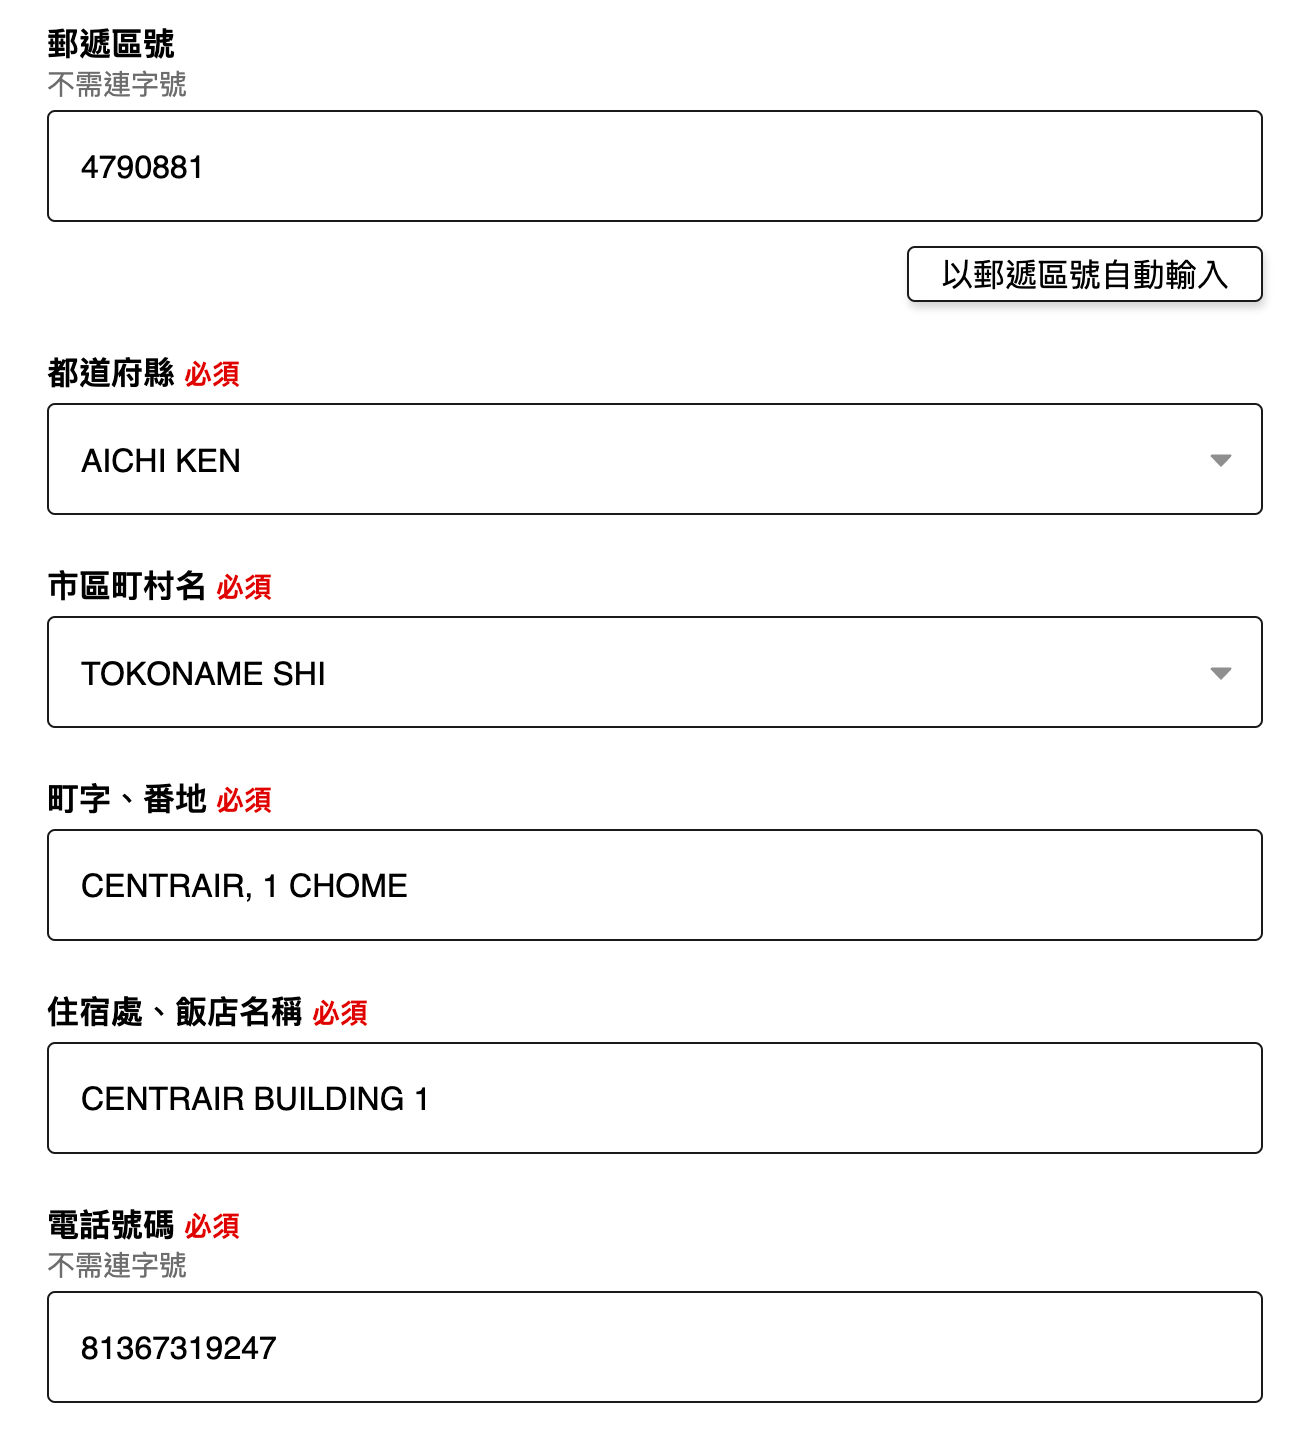 郵遞區號
不需連字號
4790881
以郵遞區號自動輸入
都道府縣 必須
AICHI KEN
市區町村名 必須
TOKONAME SHI
町字、番地 必須
CENTRAIR, 1 CHOME
住宿處、飯店名稱 必須
CENTRAIR BUILDING 1
電話號碼 必須
不需連字號
81367319247